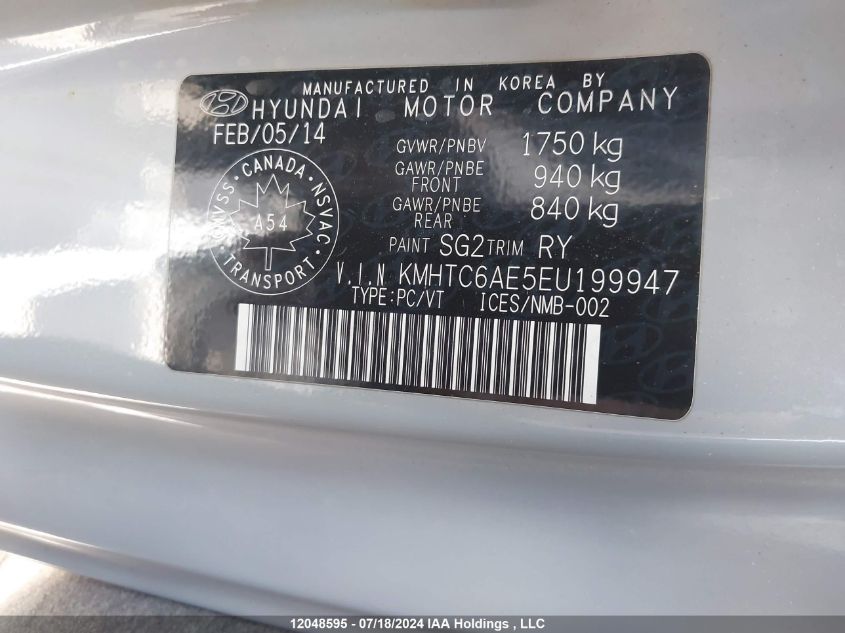 MANUFACTURED IN KOREA BY
HYUNDAI MOTOR COMPANY
FEB/05/14
GVWR/PNBV 1750 kg
GAWR/PNBE FRONT 940 kg
GAWR/PNBE REAR 840 kg
CANADA
CMVSS NSVAC
A54
TRANSPORT
PAINT SG2 TRIM RY
V.I.N KMHTC6AE5EU199947
TYPE:PC/VT ICES/NMB-002
12048595 - 07/18/2024 IAA Holdings , LLC